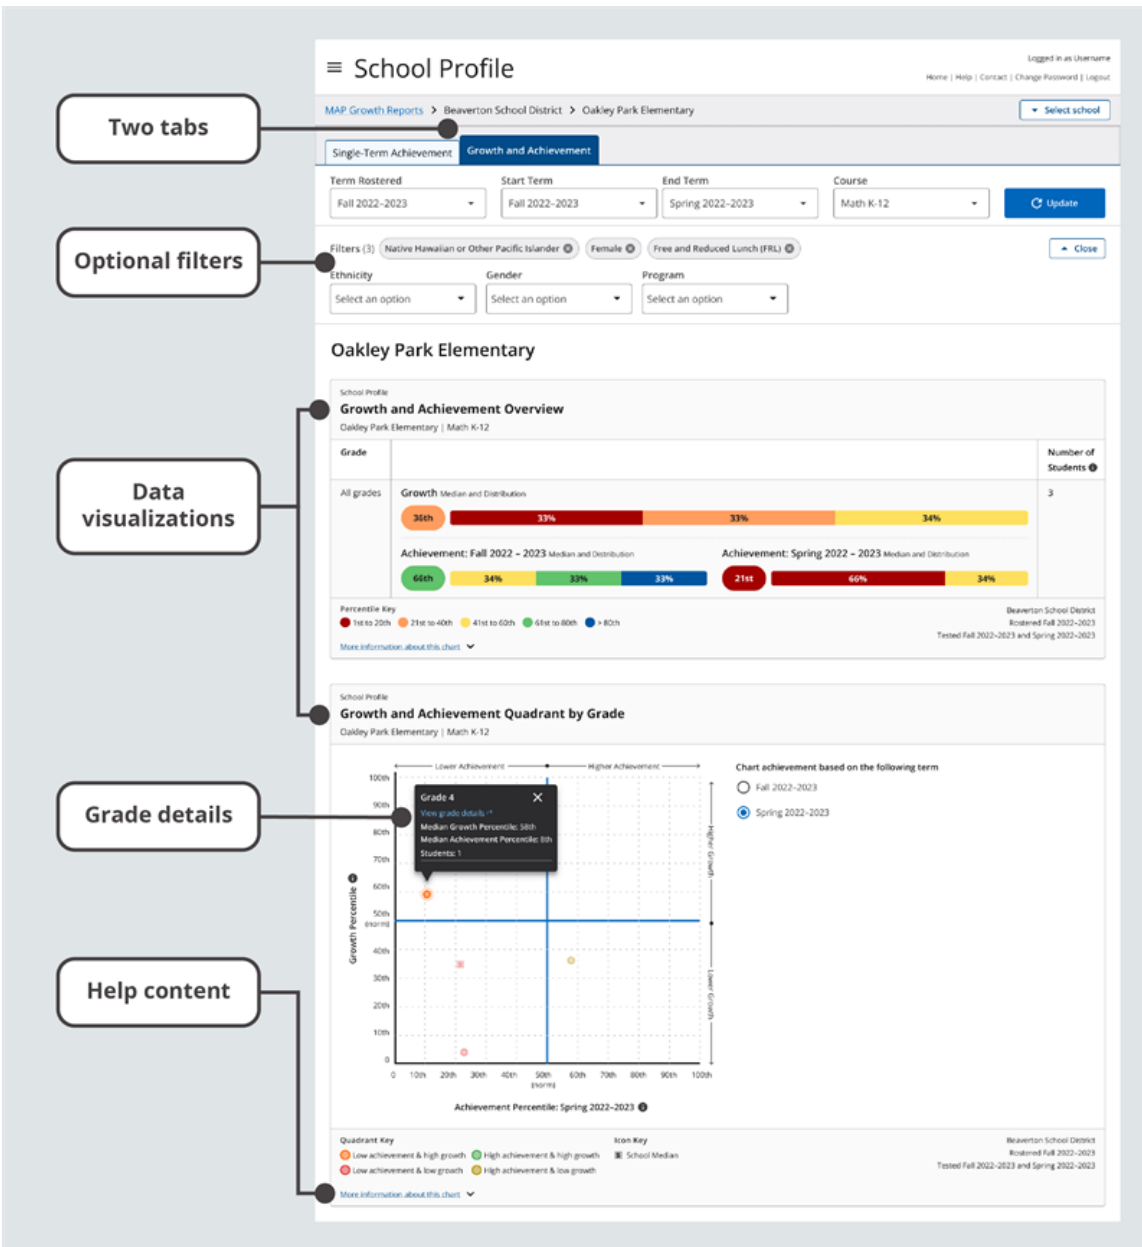 ≡ School Profile
Logged in as Username
Home | Help | Contact | Change Password | Logout
Two tabs
MAP Growth Reports > Beaverton School District > Oakley Park Elementary
Select school
Single-Term Achievement
Growth and Achievement
Term Rostered
Start Term
End Term
Course
Fall 2022–2023
Fall 2022–2023
Spring 2022–2023
Math K-12
Update
Optional filters
Filters (3)
Native Hawaiian or Other Pacific Islander
Female
Free and Reduced Lunch (FRL)
Close
Ethnicity
Gender
Program
Select an option
Select an option
Select an option
Oakley Park Elementary
Data
visualizations
School Profile
Growth and Achievement Overview
Oakley Park Elementary | Math K-12
Grade
Number of
Students
All grades
Growth Median and Distribution
3
36th
33%
33%
34%
Achievement: Fall 2022 – 2023 Median and Distribution
Achievement: Spring 2022 – 2023 Median and Distribution
66th
34%
33%
33%
21st
66%
34%
Percentile Key
1st to 20th
21st to 40th
41st to 60th
61st to 80th
> 80th
More information about this chart
Beaverton School District
Rostered Fall 2022–2023
Tested Fall 2022–2023 and Spring 2022–2023
School Profile
Growth and Achievement Quadrant by Grade
Oakley Park Elementary | Math K-12
Grade details
Lower Achievement
Higher Achievement
Chart achievement based on the following term
Fall 2022–2023
Spring 2022–2023
Grade 4
View grade details
Median Growth Percentile: 58th
Median Achievement Percentile: 8th
Students: 1
100th
90th
80th
70th
60th
50th
(norm)
40th
30th
20th
10th
0
Growth Percentile
Higher Growth
Lower Growth
0
10th
20th
30th
40th
50th
(norm)
60th
70th
80th
90th
100th
Achievement Percentile: Spring 2022–2023
Help content
Quadrant Key
Low achievement & high growth
High achievement & high growth
Low achievement & low growth
High achievement & low growth
Icon Key
School Median
More information about this chart
Beaverton School District
Rostered Fall 2022–2023
Tested Fall 2022–2023 and Spring 2022–2023